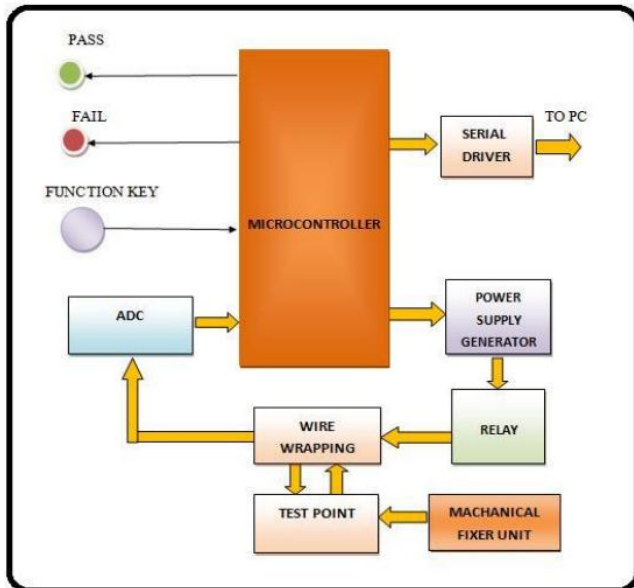 PASS
FAIL
FUNCTION KEY
MICROCONTROLLER
SERIAL
DRIVER
TO PC
ADC
POWER
SUPPLY
GENERATOR
WIRE
WRAPPING
RELAY
TEST POINT
MACHANICAL
FIXER UNIT